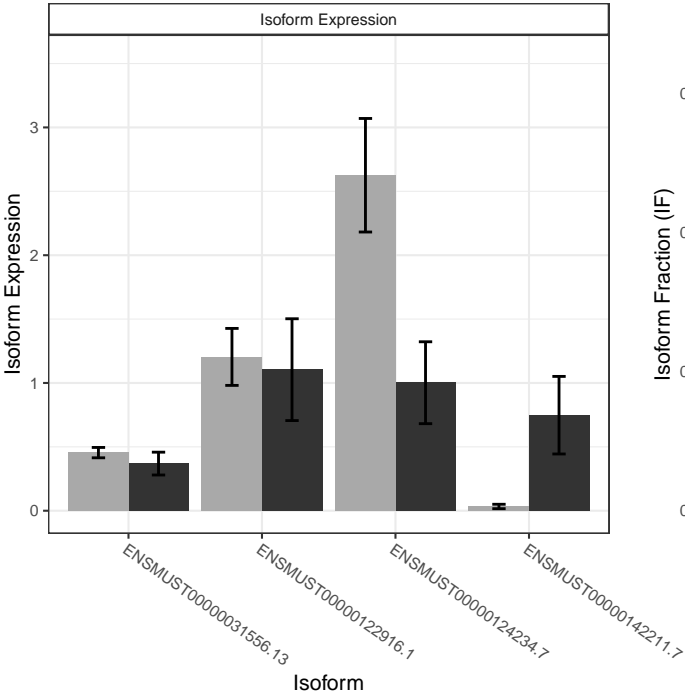 Isoform Expression
Isoform Expression
3
2
1
0
ENSMUST00000031556.13
ENSMUST00000122916.1
ENSMUST00000124234.7
ENSMUST00000142211.7
Isoform
Isoform Fraction (IF)